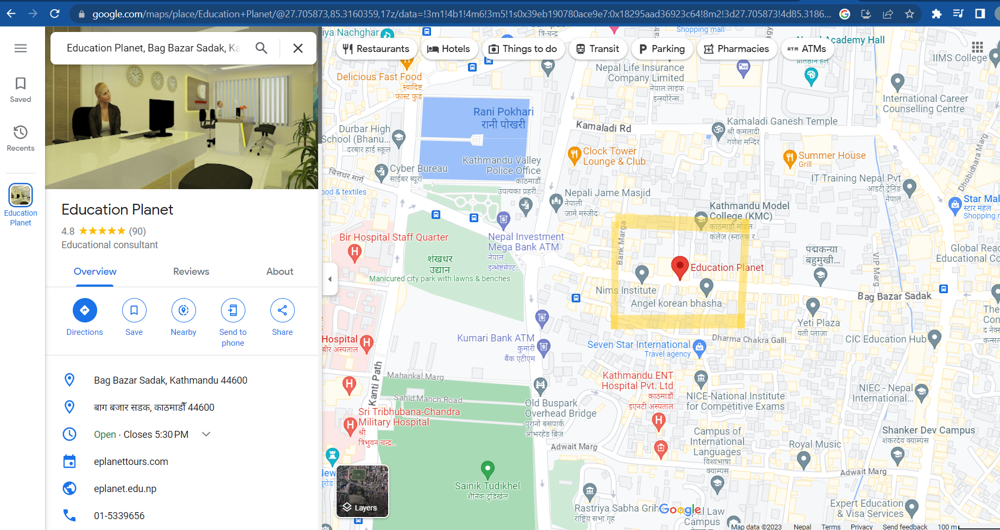 google.com/maps/place/Education+Planet/@27.705873,85.3160359,17z/data=!3m1!4b1!4m6!3m5!1s0x39eb190780ace9e7:0x18295aad36923c64!8m2!3d27.705873!4d85.3186...
Education Planet, Bag Bazar Sadak, Ka
Saved
Recents
Education
Planet
Education Planet
4.8 (90)
Educational consultant
Overview
Reviews
About
Directions
Save
Nearby
Send to
phone
Share
Bag Bazar Sadak, Kathmandu 44600
बाग बजार सडक, काठमाडौँ 44600
Open · Closes 5:30 PM
eplanettours.com
eplanet.edu.np
01-5339656
Restaurants
Hotels
Things to do
Transit
Parking
Pharmacies
ATMs
iya Nachghar
त्रि-चन्द्र
Shopping mall
Academy Hall
IIMS College
Delicious Fast Food
स्वादिष्ट
फास्ट फुड
Nepal Life Insurance
Company Limited
नेपाल लाइफ
इन्स्योरेन्स...
International Career
Counselling Centre
Rani Pokhari
रानी पोखरी
Kamaladi Rd
Kamaladi Ganesh Temple
श्री कमलादी
गणेश मन्दिर
Durbar High
School (Bhanu...
दरबार हाई स्कूल
Clock Tower
Lounge & Club
Summer House
Grill
Dhobidhara Marg
Kathmandu Valley
Police Office
काठमाडौं
उपत्यका प्रहरी...
चित्तधर मार्ग
Cyber Bureau
साईबर ब्यूरो
IT Training Nepal Pvt
आइटी ट्रेनिङ
नेपाल
ood & textiles
Nepali Jame Masjid
नेपाली
जामे मस्जीद
Star Mal
स्टार महल
Shopping m
Kathmandu Model
College (KMC)
काठमाडौं मोडल
कलेज (स्नातक र...
Bank Marga
Bir Hospital Staff Quarter
Nepal Investment
Mega Bank ATM
नेपाल
इन्भेष्टमेण्ट...
शंखधर
उद्यान
Manicured city park with lawns & benches
पद्मकन्या
बहुमुखी...
VIP Marg
Global Reac
Educational Co
Education Planet
Nims Institute
Angel korean bhasha
Bag Bazar Sadak
Yeti Plaza
यती प्लाजा
The
Con
Kumari Bank ATM
कुमारी
बैंक एटीएम
Hospital
बीर अस्पताल
Seven Star International
Travel agency
Dharma Chakra Galli
CIC Education Hub
Kanti Path
Mahankal Marg
Sahid Manch Road
Kathmandu ENT
Hospital Pvt. Ltd
काठमाडौं
इएनटी अस्पताल
NICE-National Institute
for Competitive Exams
NIEC - Nepal
International...
Old Buspark
Overhead Bridge
पुरानो बसपार्क
ओभरहेड ब्रिज
Sri Tribhubana-Chandra
Military Hospital
श्री
त्रिभुवन-चन्द्र...
Campus of
International
Languages
विश्वभाषा
क्याम्पस
Shanker Dev Campus
शंकरदेव क्याम्पस
Royal Music
Adwait Marg
Adwait Marg
Sainik Tudikhel
सैनिक टुडिखेल
Layers
Rastriya Sabha Grih
राष्ट्रिय सभा गृह
Google
Law
Campus
Expert Education
& Visa Services
Map data ©2023
Nepal
Terms
Privacy
Send feedback
100 m